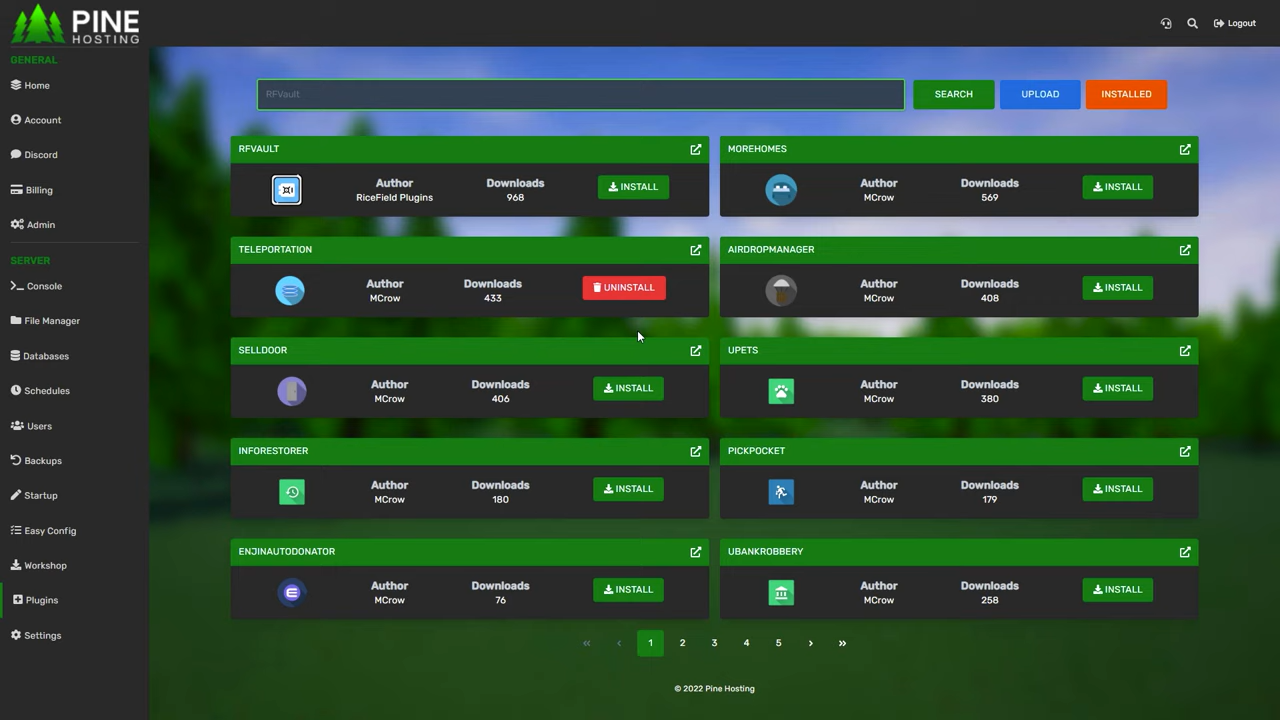 PINE
HOSTING
Logout
GENERAL
Home
Account
Discord
Billing
Admin
SERVER
Console
File Manager
Databases
Schedules
Users
Backups
Startup
Easy Config
Workshop
Plugins
Settings
RFVault
SEARCH
UPLOAD
INSTALLED
RFVAULT
Author
RiceField Plugins
Downloads
968
INSTALL
MOREHOMES
Author
MCrow
Downloads
569
INSTALL
TELEPORTATION
Author
MCrow
Downloads
433
UNINSTALL
AIRDROPMANAGER
Author
MCrow
Downloads
408
INSTALL
SELLDOOR
Author
MCrow
Downloads
406
INSTALL
UPETS
Author
MCrow
Downloads
380
INSTALL
INFORESTORER
Author
MCrow
Downloads
180
INSTALL
PICKPOCKET
Author
MCrow
Downloads
179
INSTALL
ENJINAUTODONATOR
Author
MCrow
Downloads
76
INSTALL
UBANKROBBERY
Author
MCrow
Downloads
258
INSTALL
« ‹ 1 2 3 4 5 › »
© 2022 Pine Hosting